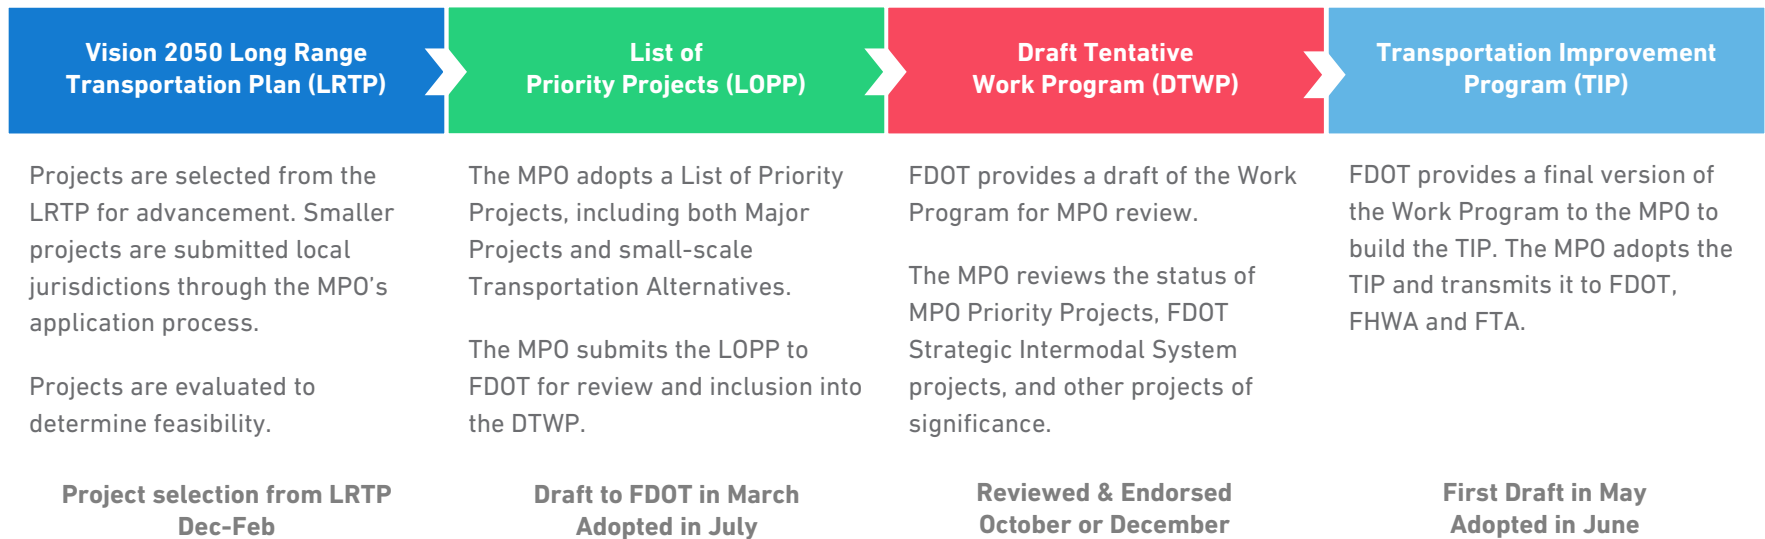 Vision 2050 Long Range
Transportation Plan (LRTP)
Projects are selected from the
LRTP for advancement. Smaller
projects are submitted local
jurisdictions through the MPO's
application process.
Projects are evaluated to
determine feasibility.
Project selection from LRTP
Dec-Feb
List of
Priority Projects (LOPP)
The MPO adopts a List of Priority
Projects, including both Major
Projects and small-scale
Transportation Alternatives.
The MPO submits the LOPP to
FDOT for review and inclusion into
the DTWP.
Draft to FDOT in March
Adopted in July
Draft Tentative
Work Program (DTWP)
FDOT provides a draft of the Work
Program for MPO review.
The MPO reviews the status of
MPO Priority Projects, FDOT
Strategic Intermodal System
projects, and other projects of
significance.
Reviewed & Endorsed
October or December
Transportation Improvement
Program (TIP)
FDOT provides a final version of
the Work Program to the MPO to
build the TIP. The MPO adopts the
TIP and transmits it to FDOT,
FHWA and FTA.
First Draft in May
Adopted in June